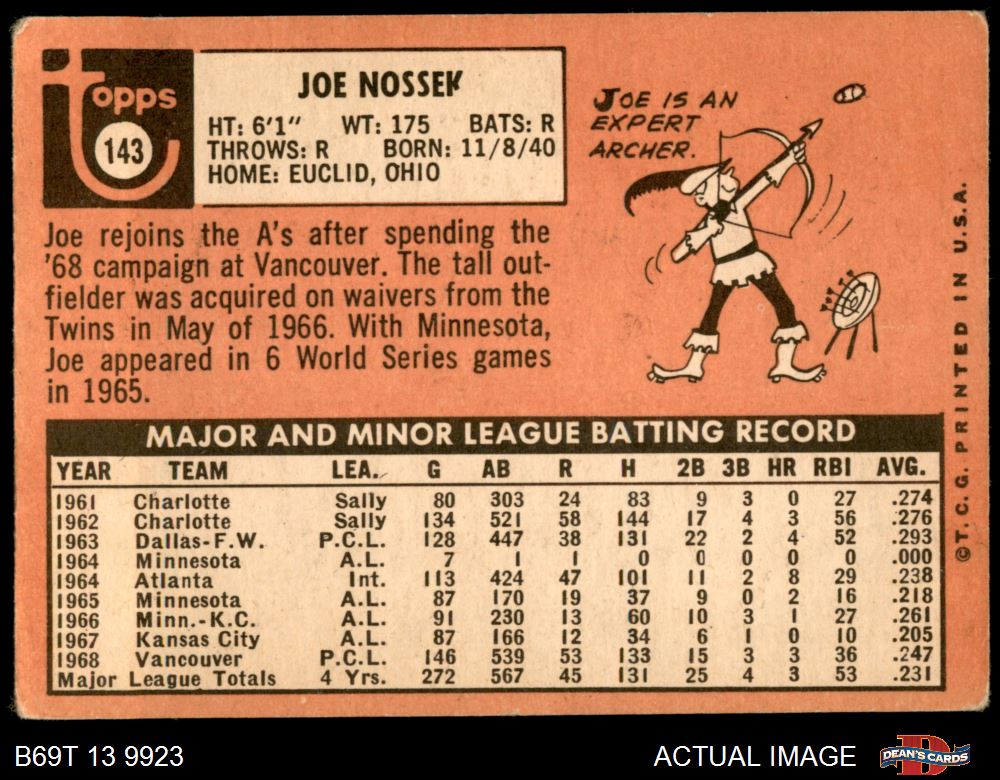 Topps
143
JOE NOSSEK
HT: 6'1" WT: 175 BATS: R
THROWS: R BORN: 11/8/40
HOME: EUCLID, OHIO
JOE IS AN
EXPERT
ARCHER.
Joe rejoins the A's after spending the
'68 campaign at Vancouver. The tall out-
fielder was acquired on waivers from the
Twins in May of 1966. With Minnesota,
Joe appeared in 6 World Series games
in 1965.
MAJOR AND MINOR LEAGUE BATTING RECORD
YEAR TEAM LEA. G AB R H 2B 3B HR RBI AVG.
1961 Charlotte Sally 80 303 24 83 9 3 0 27 .274
1962 Charlotte Sally 134 521 58 144 17 4 3 56 .276
1963 Dallas-F.W. P.C.L. 128 447 38 131 22 2 4 52 .293
1964 Minnesota A.L. 7 1 1 0 0 0 0 0 .000
1964 Atlanta Int. 113 424 47 101 11 2 8 29 .238
1965 Minnesota A.L. 87 170 19 37 9 0 2 16 .218
1966 Minn.-K.C. A.L. 91 230 13 60 10 3 1 27 .261
1967 Kansas City A.L. 87 166 12 34 6 1 0 10 .205
1968 Vancouver P.C.L. 146 539 53 133 15 3 3 36 .247
Major League Totals 4 Yrs. 272 567 45 131 25 4 3 53 .231
©T.C.G. PRINTED IN U.S.A.
B69T 13 9923
ACTUAL IMAGE
DEAN'S CARDS